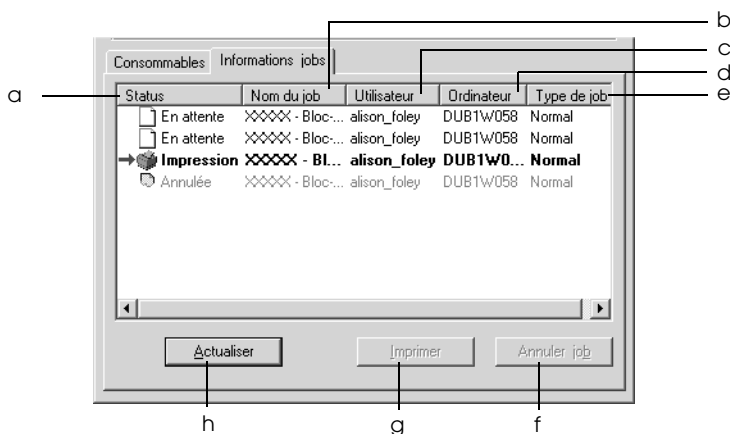 b
c
d
e
a
Consommables Informations jobs
Status Nom du job Utilisateur Ordinateur Type de job
En attente XXXXX - Bloc-... alison_foley DUB1W058 Normal
En attente XXXXX - Bloc-... alison_foley DUB1W058 Normal
Impression XXXXX - Bl... alison_foley DUB1W0... Normal
Annulée XXXXX - Bloc-... alison_foley DUB1W058 Normal
Actualiser Imprimer Annuler job
h g f